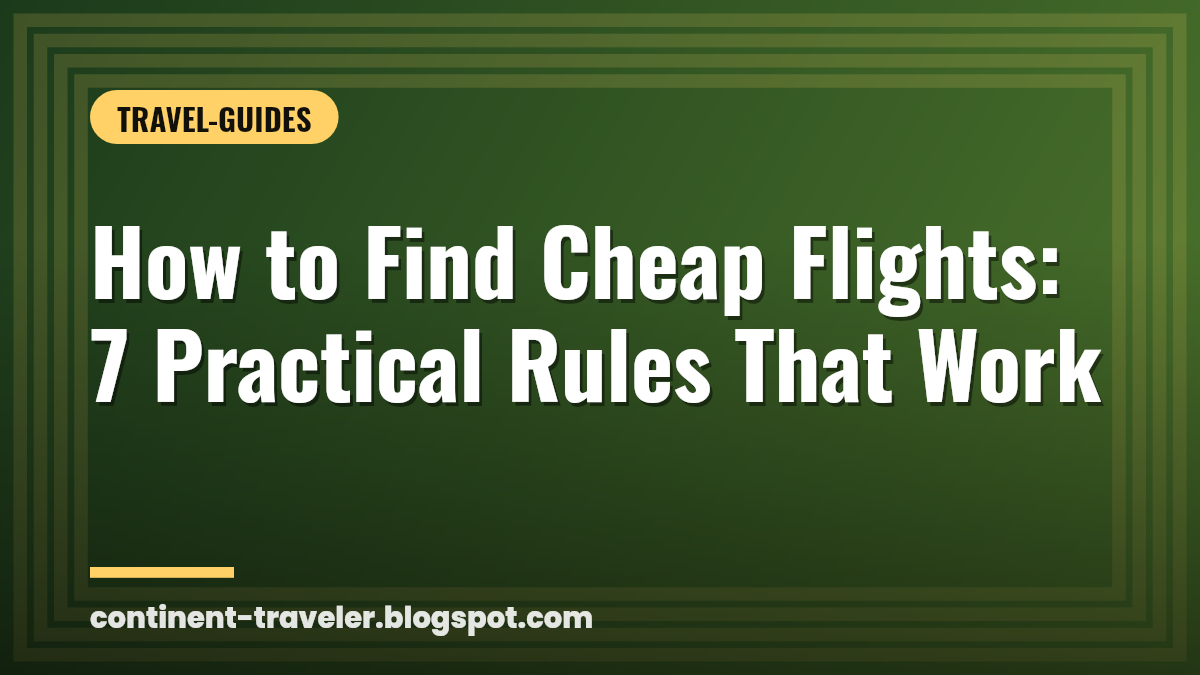 TRAVEL-GUIDES
How to Find Cheap Flights:
7 Practical Rules That Work
continent-traveler.blogspot.com